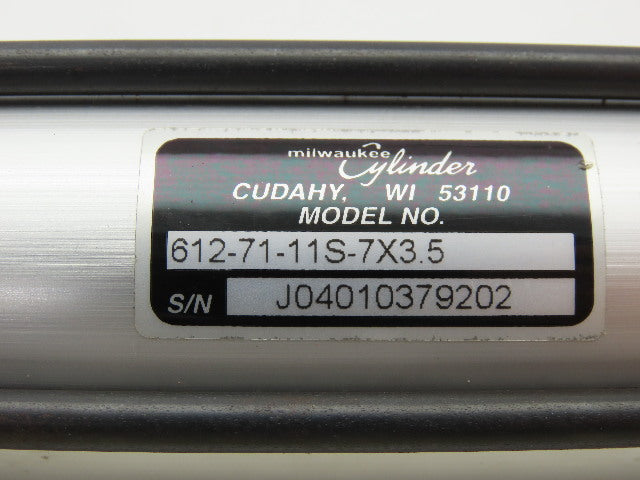 milwaukee Cylinder
CUDAHY, WI 53110
MODEL NO.
612-71-11S-7X3.5
S/N J04010379202